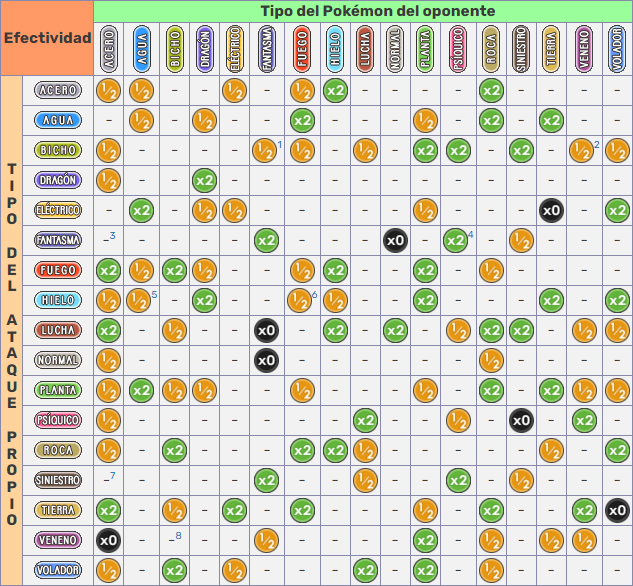 Tipo del Pokémon del oponente
Efectividad
ACERO AGUA BICHO DRAGÓN ELÉCTRICO FANTASMA FUEGO HIELO LUCHA NORMAL PLANTA PSÍQUICO ROCA SINIESTRO TIERRA VENENO VOLADOR
TIPO DEL ATAQUE PROPIO
ACERO ½ ½ – – ½ – ½ x2 – – – – x2 – – – –
AGUA – ½ – ½ – – x2 – – – ½ – x2 – x2 – –
BICHO ½ – – – – ½ 1 ½ – ½ – x2 x2 – x2 – ½ 2 ½
DRAGÓN ½ – – x2 – – – – – – – – – – – – –
ELÉCTRICO – x2 – ½ ½ – – – – – ½ – – – x0 – x2
FANTASMA –3 – – – – x2 – – – x0 – x2 4 – ½ – – –
FUEGO x2 ½ x2 ½ – – ½ x2 – – x2 – ½ – – – –
HIELO ½ ½ 5 – x2 – – ½ 6 ½ – – x2 – – – x2 – x2
LUCHA x2 – ½ – – x0 – x2 – x2 – ½ x2 x2 – ½ ½
NORMAL ½ – – – – x0 – – – – – – ½ – – – –
PLANTA ½ x2 ½ ½ – – ½ – – – ½ – x2 – x2 ½ ½
PSÍQUICO ½ – – – – – – – x2 – – ½ – x0 – x2 –
ROCA ½ – x2 – – – x2 x2 ½ – – – – – ½ – x2
SINIESTRO –7 – – – – x2 – – ½ – – x2 – ½ – – –
TIERRA x2 – ½ – x2 – x2 – – – ½ – x2 – – x2 x0
VENENO x0 – –8 – – ½ – – – – x2 – ½ – ½ ½ –
VOLADOR ½ – x2 – ½ – – – x2 – x2 – ½ – – – –